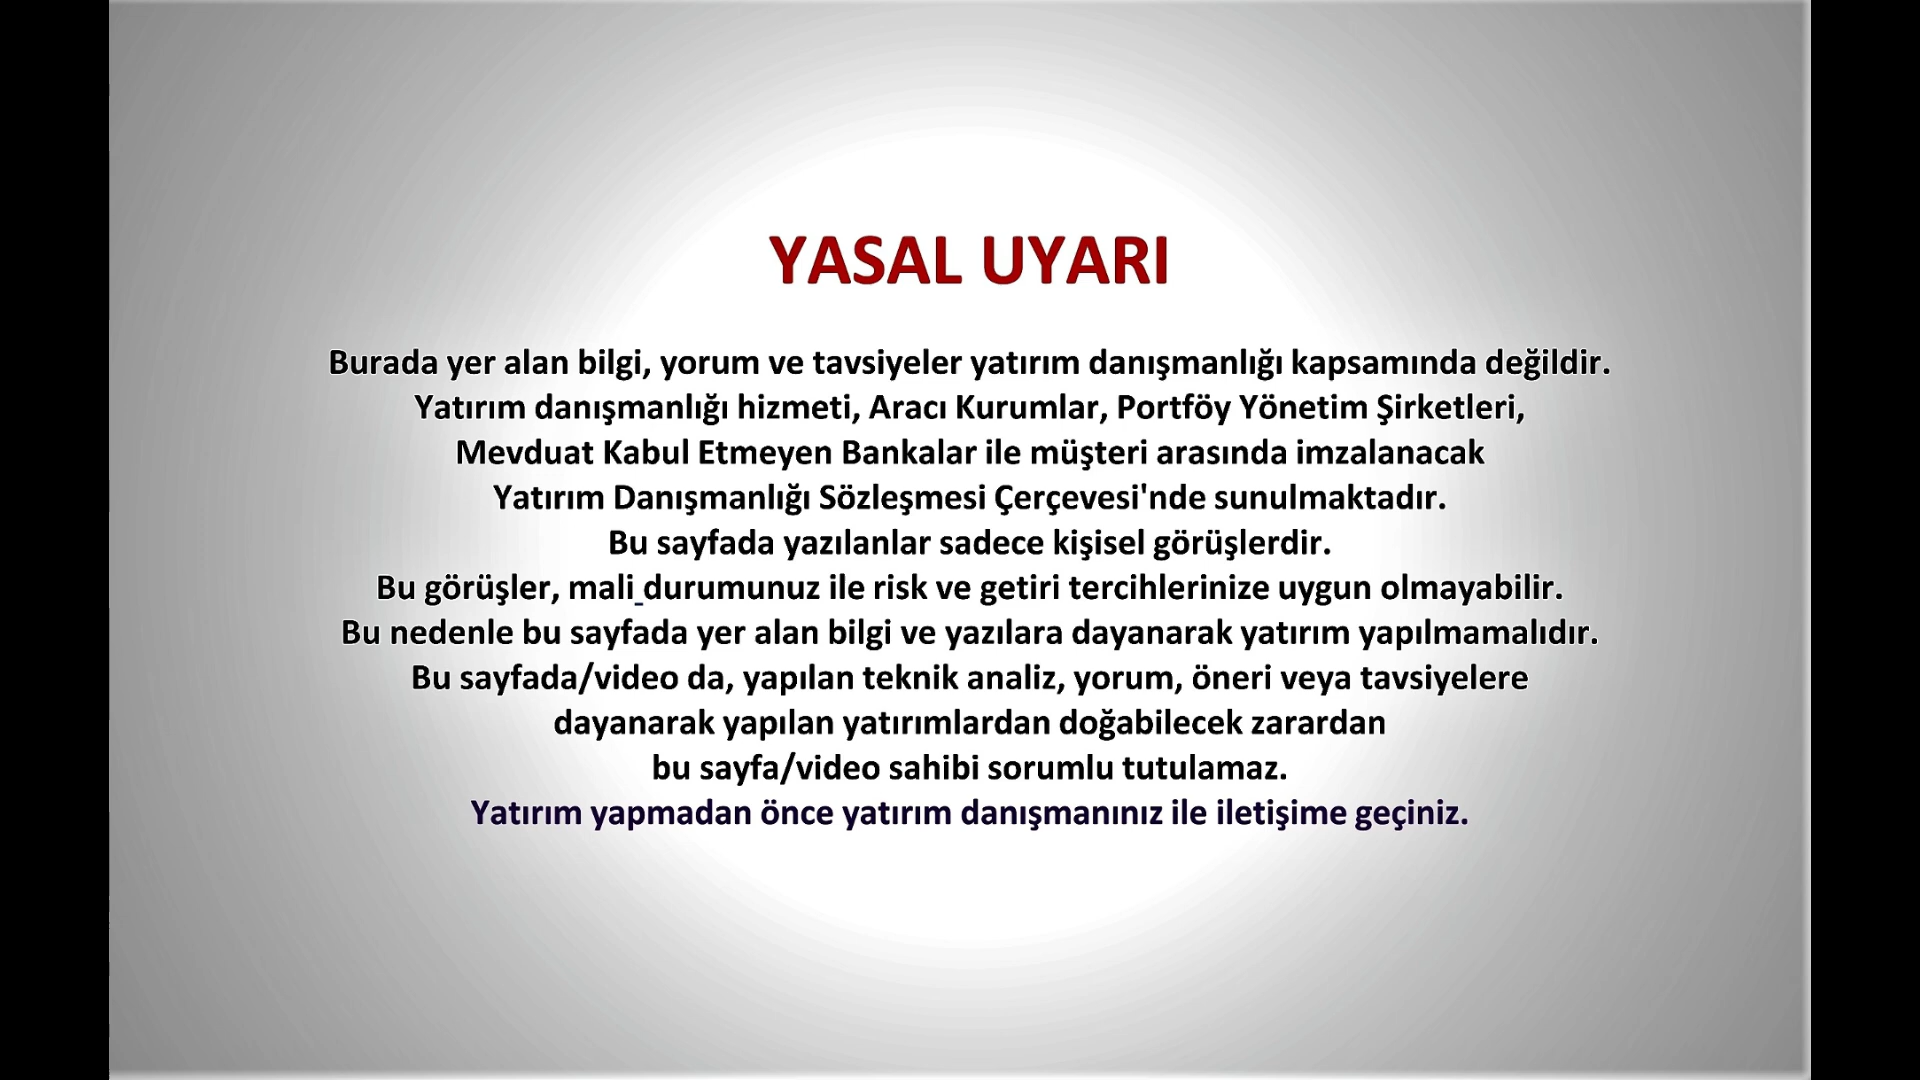 YASAL UYARI
Burada yer alan bilgi, yorum ve tavsiyeler yatırım danışmanlığı kapsamında değildir.
Yatırım danışmanlığı hizmeti, Aracı Kurumlar, Portföy Yönetim Şirketleri,
Mevduat Kabul Etmeyen Bankalar ile müşteri arasında imzalanacak
Yatırım Danışmanlığı Sözleşmesi Çerçevesi'nde sunulmaktadır.
Bu sayfada yazılanlar sadece kişisel görüşlerdir.
Bu görüşler, mali durumunuz ile risk ve getiri tercihlerinize uygun olmayabilir.
Bu nedenle bu sayfada yer alan bilgi ve yazılara dayanarak yatırım yapılmamalıdır.
Bu sayfada/video da, yapılan teknik analiz, yorum, öneri veya tavsiyelere
dayanarak yapılan yatırımlardan doğabilecek zarardan
bu sayfa/video sahibi sorumlu tutulamaz.
Yatırım yapmadan önce yatırım danışmanınız ile iletişime geçiniz.